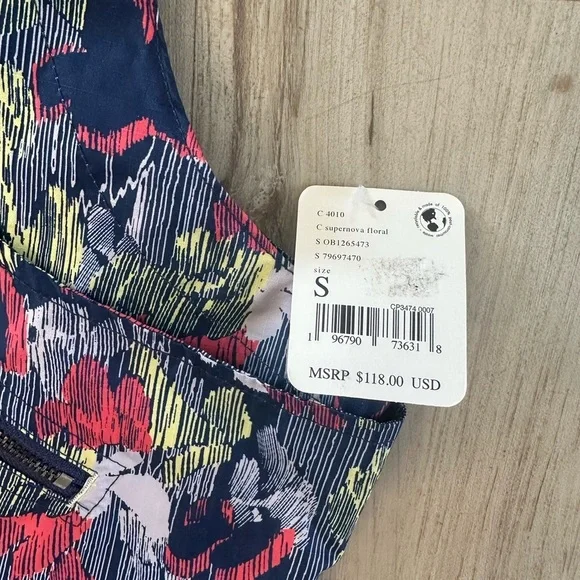 C 4010
C supernova floral
S OB1265473
S 79697470
size
S
CP3474 0007
1 96790 73631 8
MSRP $118.00 USD